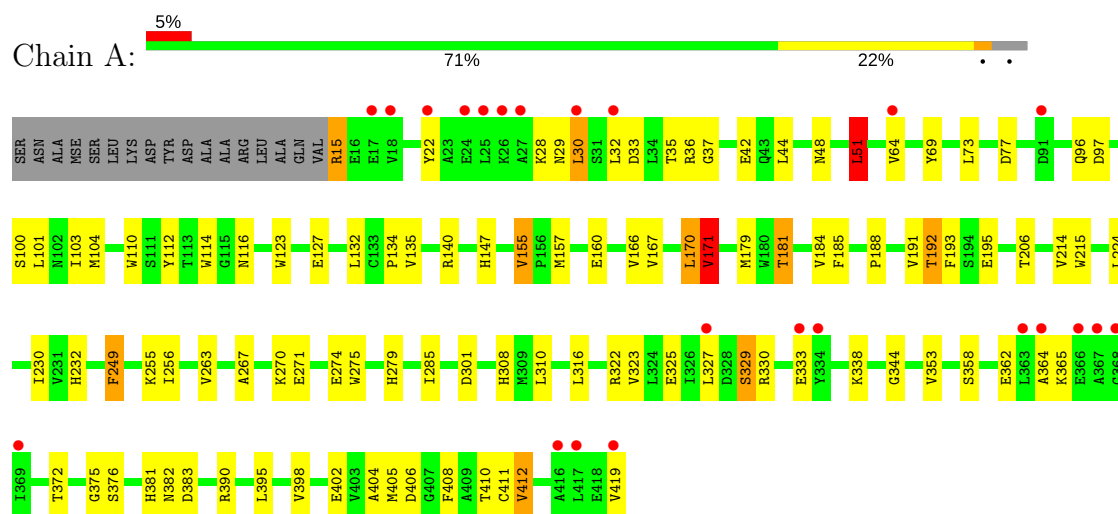 5%
Chain A:
71% 22% • •
SER ASN ALA MSE SER LEU LYS ASP TYR ASP ALA ALA ARG LEU ALA GLN VAL R15 E16 E17 V18 Y22 A23 E24 L25 K26 A27 K28 N29 L30 S31 L32 D33 L34 T35 R36 G37 E42 Q43 L44 N48 L51 V64 Y69 L73 D77 D91 Q96 D97
S100 L101 N102 I103 M104 W110 S111 Y112 T113 W114 G115 N116 W123 E127 L132 C133 P134 V135 R140 H147 V155 P156 M157 E160 V166 V167 L170 V171 M179 W180 T181 V184 F185 P188 V191 T192 F193 S194 E195 T206 V214 W215
I230 V231 H232 F249 K255 I256 V263 A267 K270 E271 E274 W275 H279 I285 D301 H308 M309 L310 L316 R322 V323 L324 E325 I326 L327 D328 S329 R330 E333 Y334 K338 G344 V353 S358 E362 L363 A364 K365 E366 A367 G368
I369 T372 G375 S376 H381 N382 D383 R390 L395 V398 E402 V403 A404 M405 D406 G407 F408 A409 T410 C411 V412 A416 L417 E418 V419